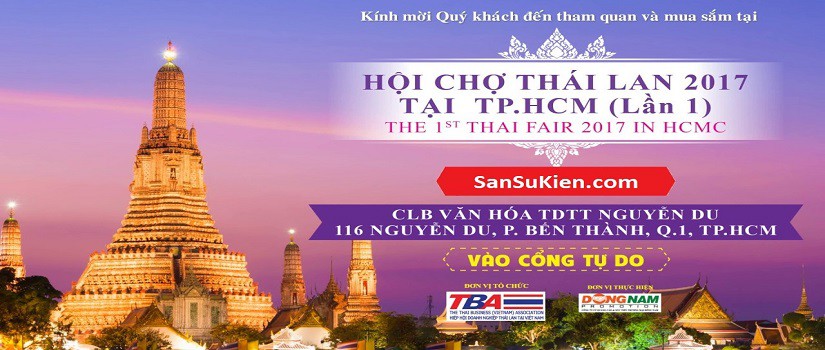 Kính mời Quý khách đến tham quan và mua sắm tại
HỘI CHỢ THÁI LAN 2017
TẠI TP.HCM (Lần 1)
THE 1ST THAI FAIR 2017 IN HCMC
SanSuKien.com
CLB VĂN HÓA TDTT NGUYỄN DU
116 NGUYỄN DU, P. BẾN THÀNH, Q.1, TP.HCM
VÀO CỔNG TỰ DO
ĐƠN VỊ TỔ CHỨC
TBA
THE THAI BUSINESS (VIETNAM) ASSOCIATION
HIỆP HỘI DOANH NGHIỆP THÁI LAN TẠI VIỆT NAM
ĐƠN VỊ THỰC HIỆN
DONG NAM
PROMOTION